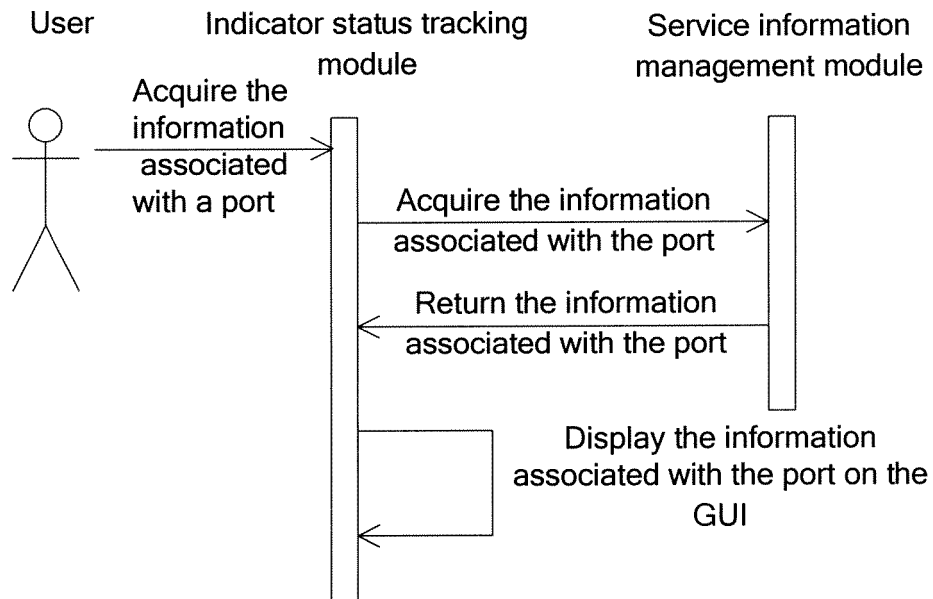 User
Indicator status tracking
module
Service information
management module
Acquire the
information
associated
with a port
Acquire the information
associated with the port
Return the information
associated with the port
Display the information
associated with the port on the
GUI